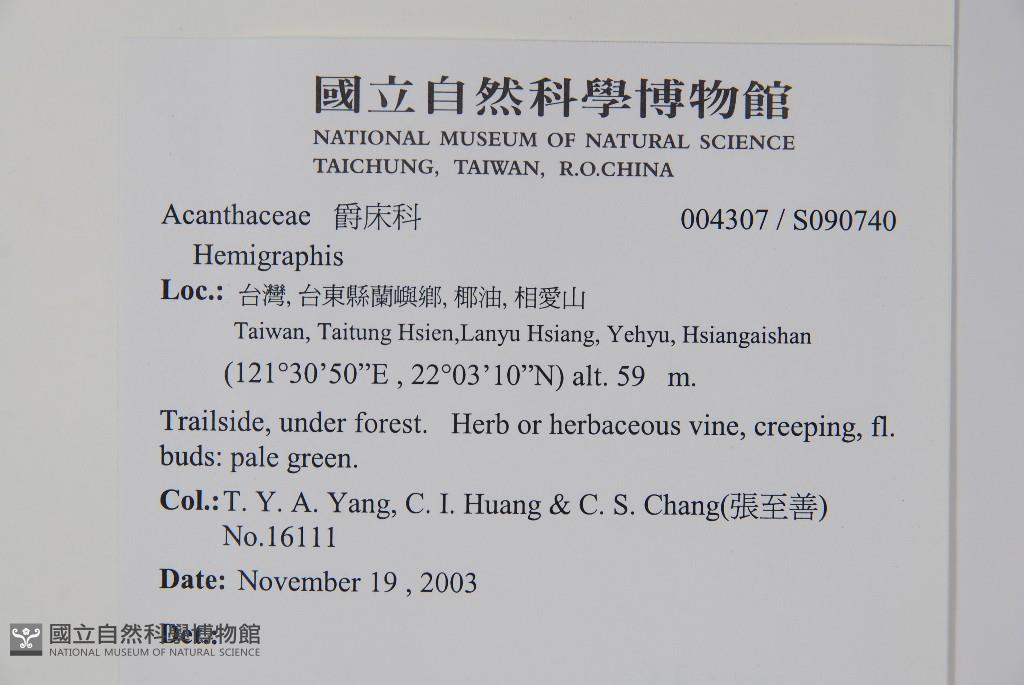 國立自然科學博物館
NATIONAL MUSEUM OF NATURAL SCIENCE
TAICHUNG, TAIWAN, R.O.CHINA
Acanthaceae 爵床科 004307 / S090740
Hemigraphis
Loc.: 台灣, 台東縣蘭嶼鄉, 椰油, 相愛山
Taiwan, Taitung Hsien,Lanyu Hsiang, Yehyu, Hsiangaishan
(121°30’50”E , 22°03’10”N) alt. 59 m.
Trailside, under forest. Herb or herbaceous vine, creeping, fl.
buds: pale green.
Col.: T. Y. A. Yang, C. I. Huang & C. S. Chang(張至善)
No.16111
Date: November 19 , 2003
Det.:
國立自然科學博物館
NATIONAL MUSEUM OF NATURAL SCIENCE